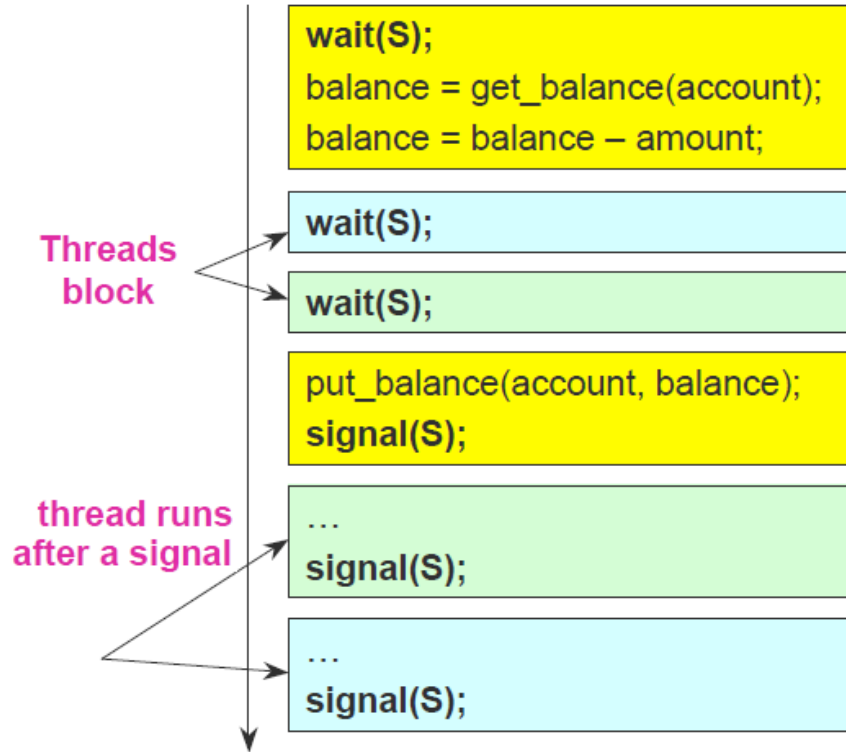 wait(S);
balance = get_balance(account);
balance = balance – amount;
Threads
block
wait(S);
wait(S);
put_balance(account, balance);
signal(S);
thread runs
after a signal
…
signal(S);
…
signal(S);